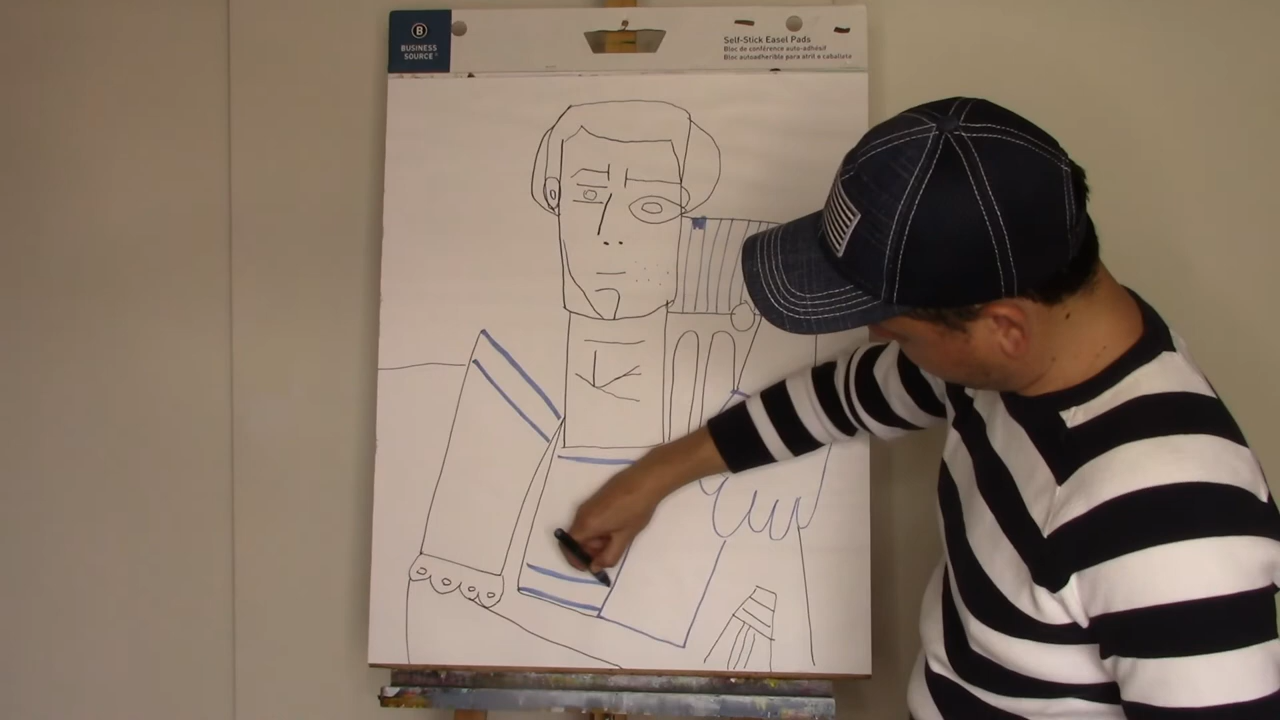 B
BUSINESS
SOURCE
Self-Stick Easel Pads
Bloc de conférence auto-adhésif
Bloc autoadherible para atril o caballete